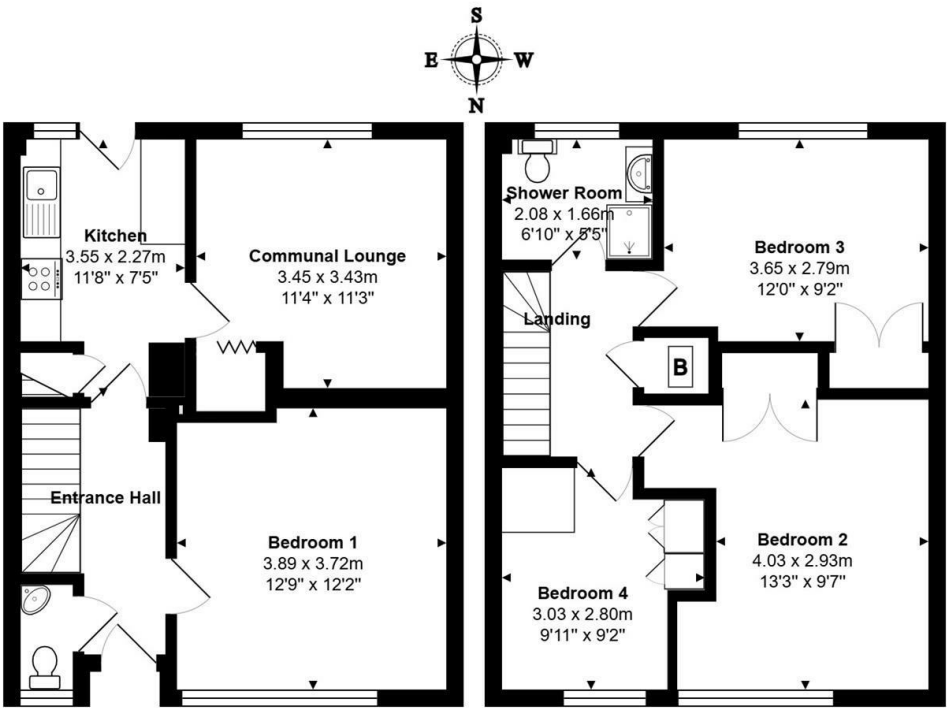 S
E W
N
Kitchen
3.55 x 2.27m
11'8" x 7'5"
Communal Lounge
3.45 x 3.43m
11'4" x 11'3"
Entrance Hall
Bedroom 1
3.89 x 3.72m
12'9" x 12'2"
Shower Room
2.08 x 1.66m
6'10" x 5'5"
Bedroom 3
3.65 x 2.79m
12'0" x 9'2"
Landing
B
Bedroom 2
4.03 x 2.93m
13'3" x 9'7"
Bedroom 4
3.03 x 2.80m
9'11" x 9'2"